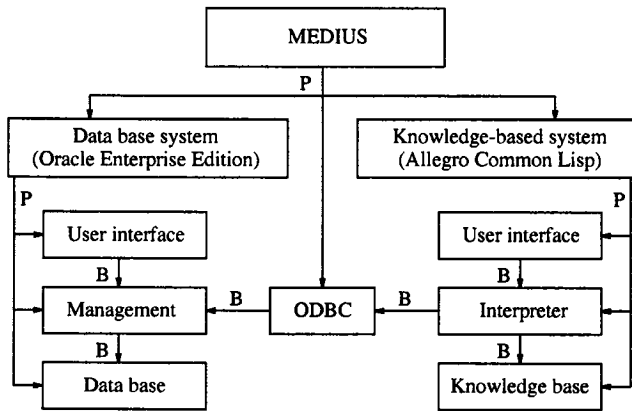 MEDIUS
P
Data base system
(Oracle Enterprise Edition)
Knowledge-based system
(Allegro Common Lisp)
P
P
User interface
User interface
B
B
Management
B
ODBC
B
Interpreter
B
B
Data base
Knowledge base